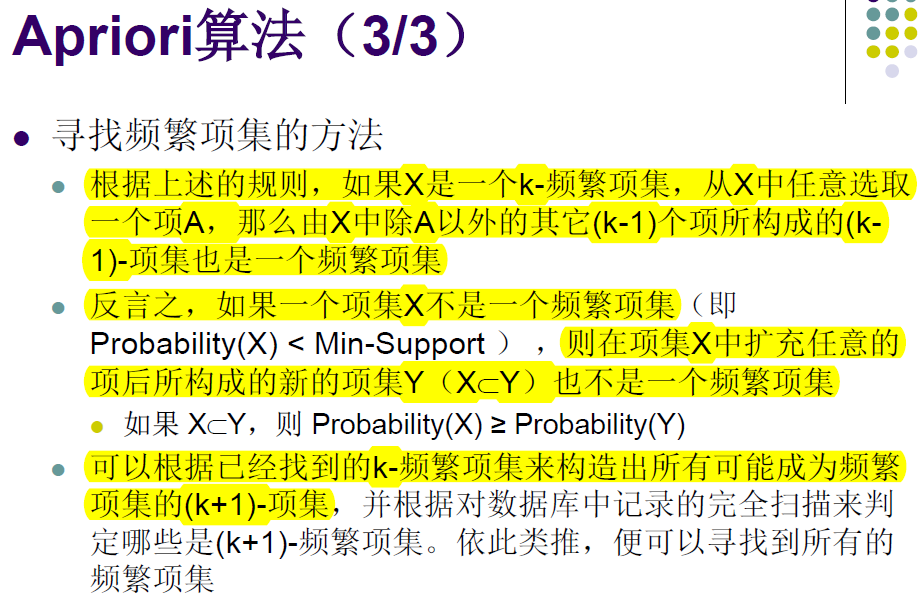 Apriori算法（3/3）
寻找频繁项集的方法
根据上述的规则，如果X是一个k-频繁项集，从X中任意选取
一个项A，那么由X中除A以外的其它(k-1)个项所构成的(k-
1)-项集也是一个频繁项集
反言之，如果一个项集X不是一个频繁项集（即
Probability(X) < Min-Support ），则在项集X中扩充任意的
项后所构成的新的项集Y（X⊂Y）也不是一个频繁项集
如果 X⊂Y，则 Probability(X) ≥ Probability(Y)
可以根据已经找到的k-频繁项集来构造出所有可能成为频繁
项集的(k+1)-项集，并根据对数据库中记录的完全扫描来判
定哪些是(k+1)-频繁项集。依此类推，便可以寻找到所有的
频繁项集